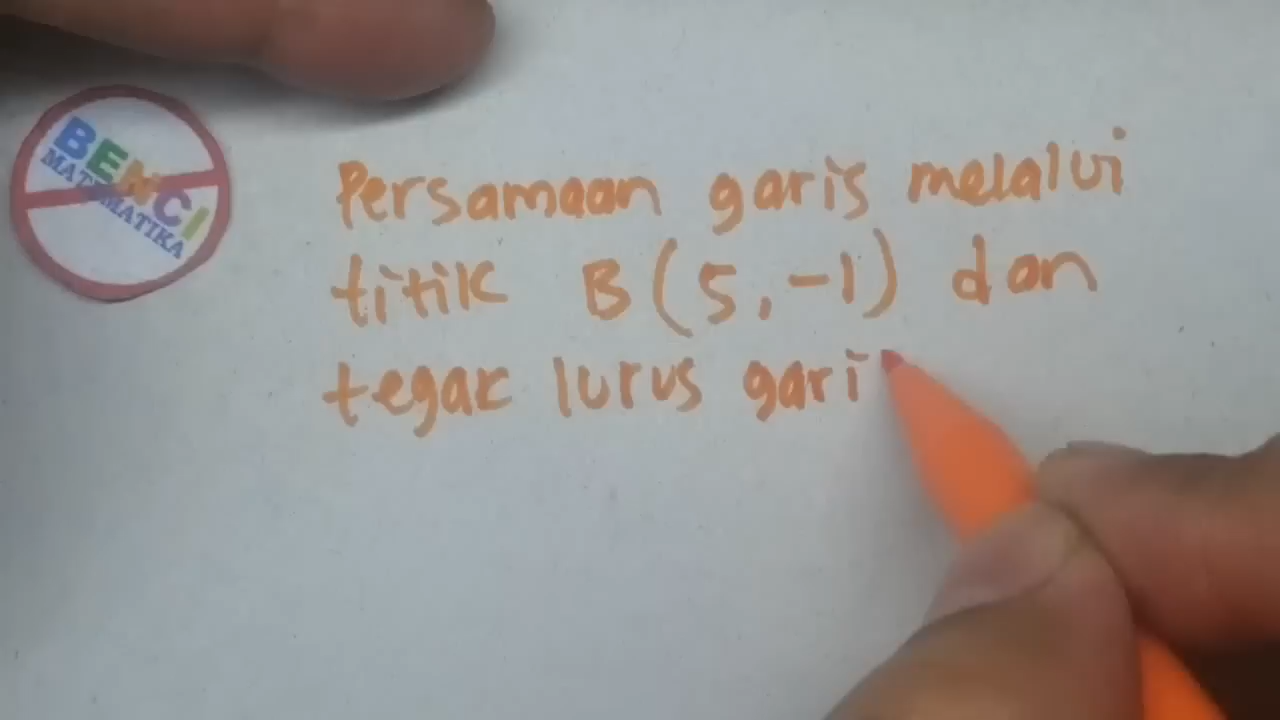 BENCI
MATEMATIKA
Persamaan garis melalui
titik B(5,-1) dan
tegak lurus gari